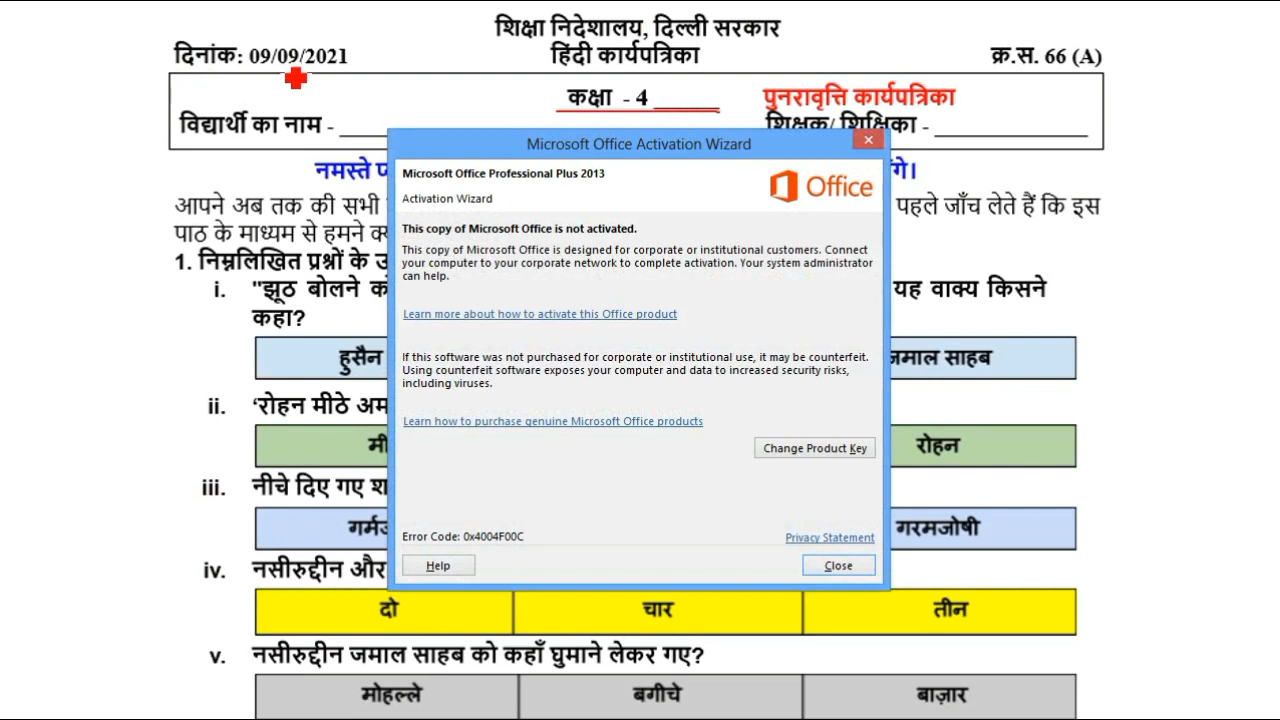 शिक्षा निदेशालय, दिल्ली सरकार
दिनांक: 09/09/2021 हिंदी कार्यपत्रिका क्र.स. 66 (A)
कक्षा - 4 ______ पुनरावृत्ति कार्यपत्रिका
विद्यार्थी का नाम - ___ शिक्षक/ शिक्षिका - ______________
नमस्ते
आपने अब तक की सभी पहले जाँच लेते हैं कि इस
पाठ के माध्यम से हमने
1. निम्नलिखित प्रश्नों के
i. "झूठ बोलने यह वाक्य किसने
कहा?
हुसैन जमाल साहब
ii. ‘रोहन मीठे
रोहन
iii. नीचे दिए गए
गरमजोशी
iv. नसीरुद्दीन और
दो चार तीन
v. नसीरुद्दीन जमाल साहब को कहाँ घुमाने लेकर गए?
मोहल्ले बगीचे बाज़ार
Microsoft Office Activation Wizard
Microsoft Office Professional Plus 2013
Activation Wizard
Office
This copy of Microsoft Office is not activated.
This copy of Microsoft Office is designed for corporate or institutional customers. Connect
your computer to your corporate network to complete activation. Your system administrator
can help.
Learn more about how to activate this Office product
If this software was not purchased for corporate or institutional use, it may be counterfeit.
Using counterfeit software exposes your computer and data to increased security risks,
including viruses.
Learn how to purchase genuine Microsoft Office products
Change Product Key
Error Code: 0x4004F00C
Privacy Statement
Help Close